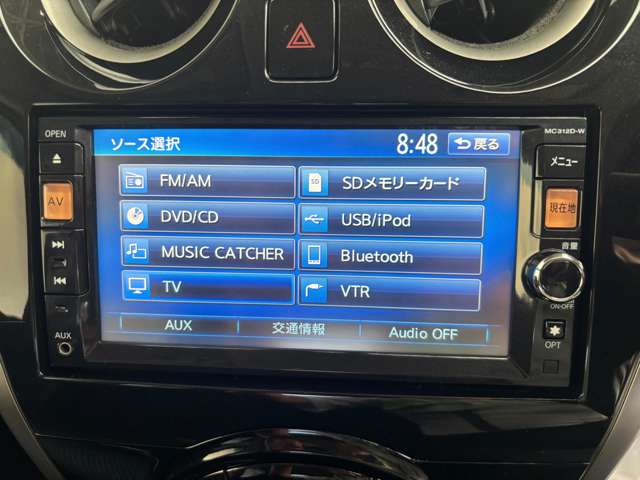 OPEN
MC312D-W
ソース選択
8:48
戻る
メニュー
FM/AM
SD
SDメモリーカード
AV
DVD/CD
USB/iPod
現在地
MUSIC CATCHER
Bluetooth
音量
TV
VTR
ON・OFF
AUX
AUX
交通情報
Audio OFF
OPT